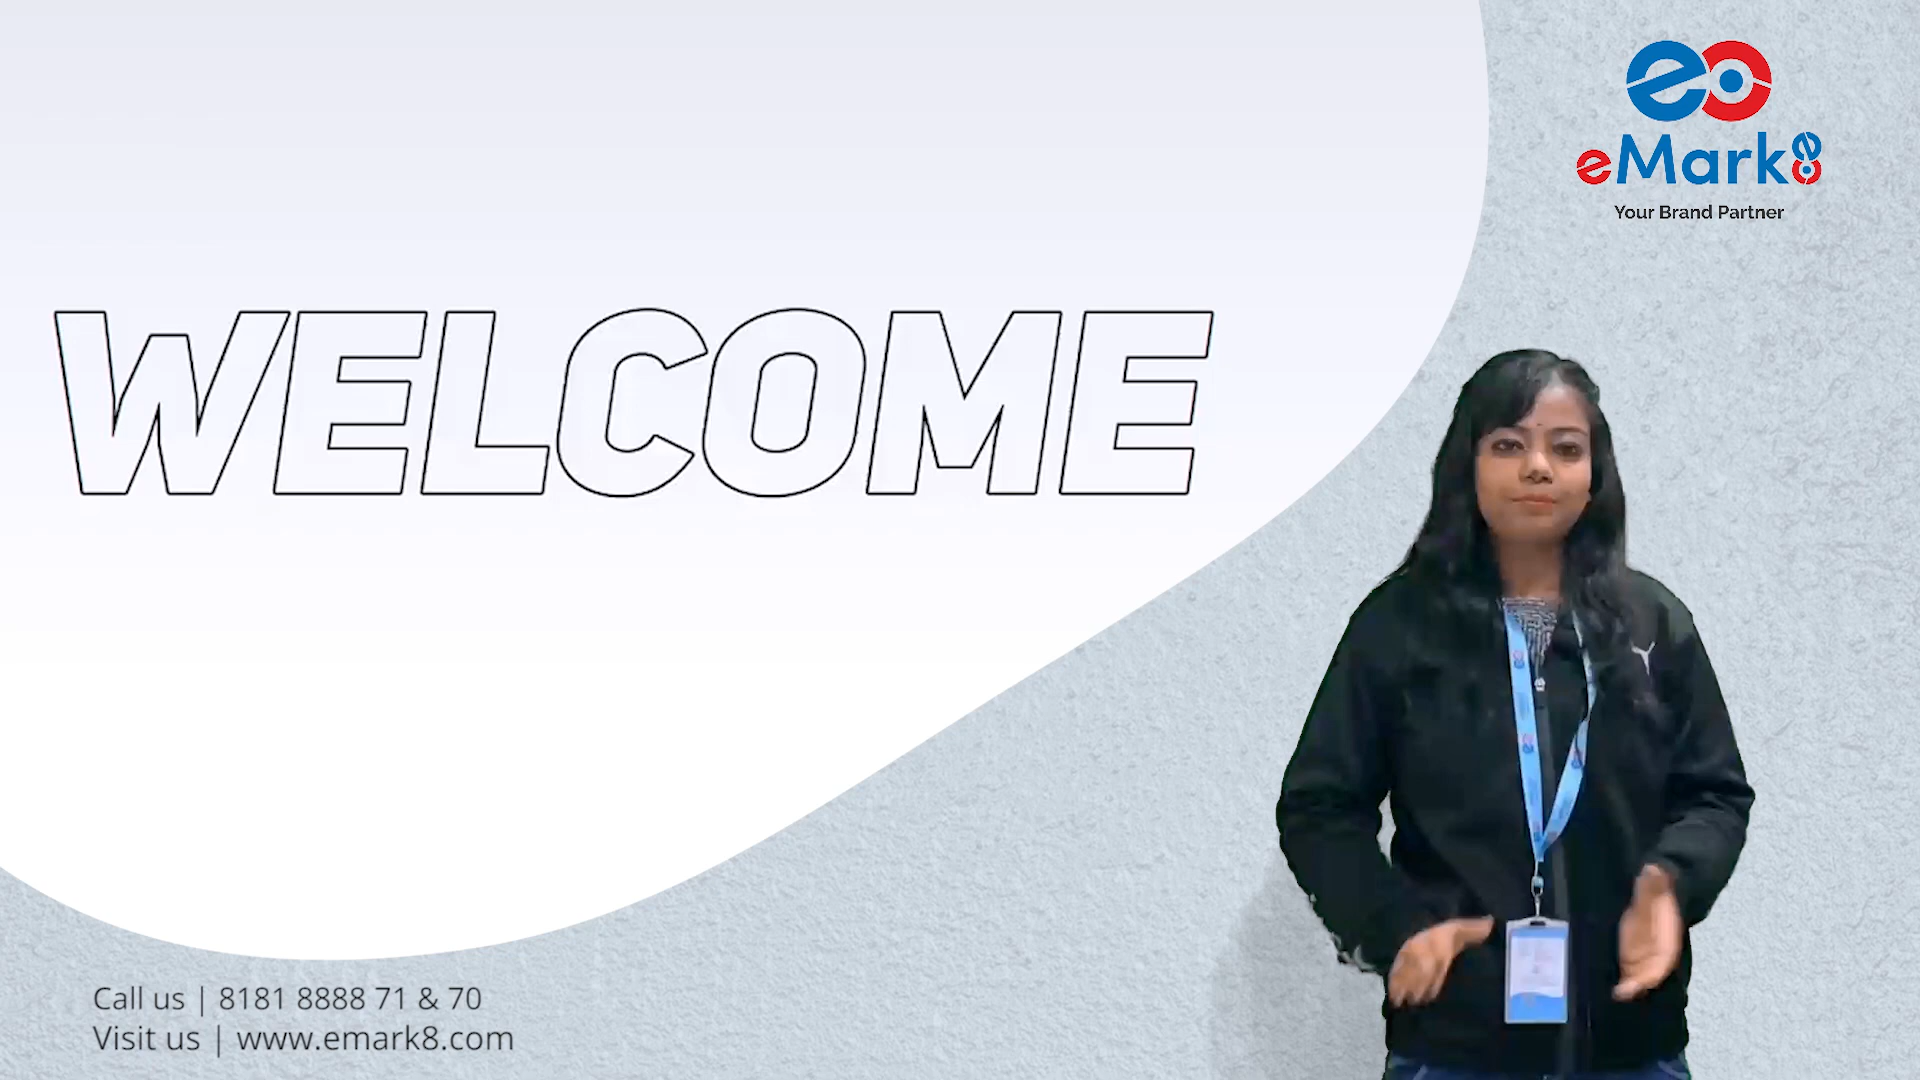 eMark8
Your Brand Partner
WELCOME
Call us | 8181 8888 71 & 70
Visit us | www.emark8.com